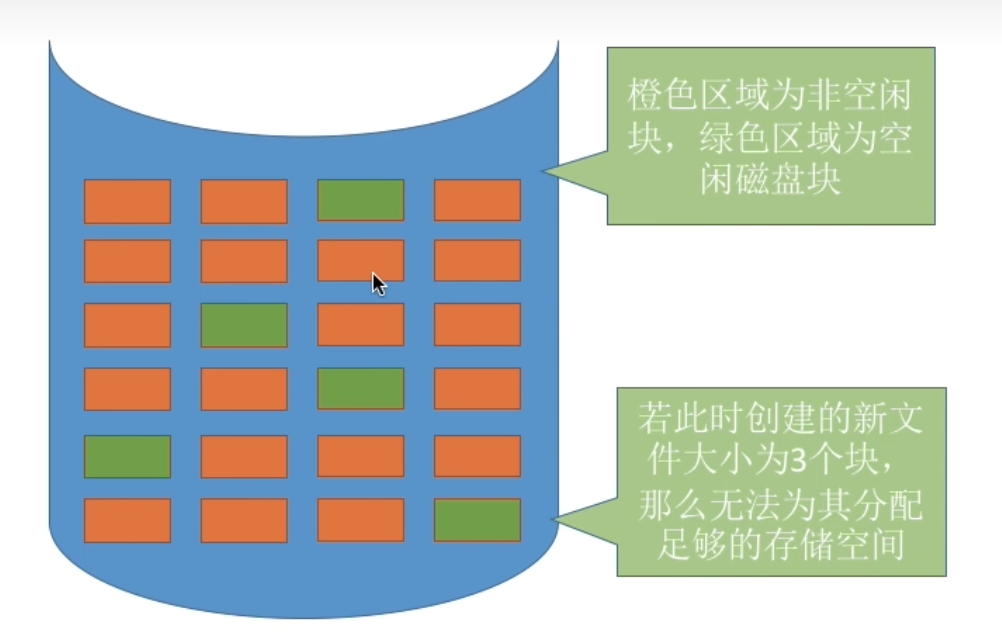 橙色区域为非空闲
块，绿色区域为空
闲磁盘块
若此时创建的新文
件大小为3个块，
那么无法为其分配
足够的存储空间